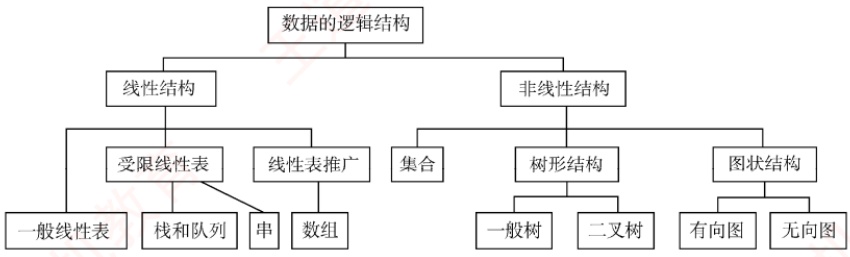 数据的逻辑结构
线性结构
非线性结构
受限线性表
线性表推广
集合
树形结构
图状结构
一般线性表
栈和队列
串
数组
一般树
二叉树
有向图
无向图